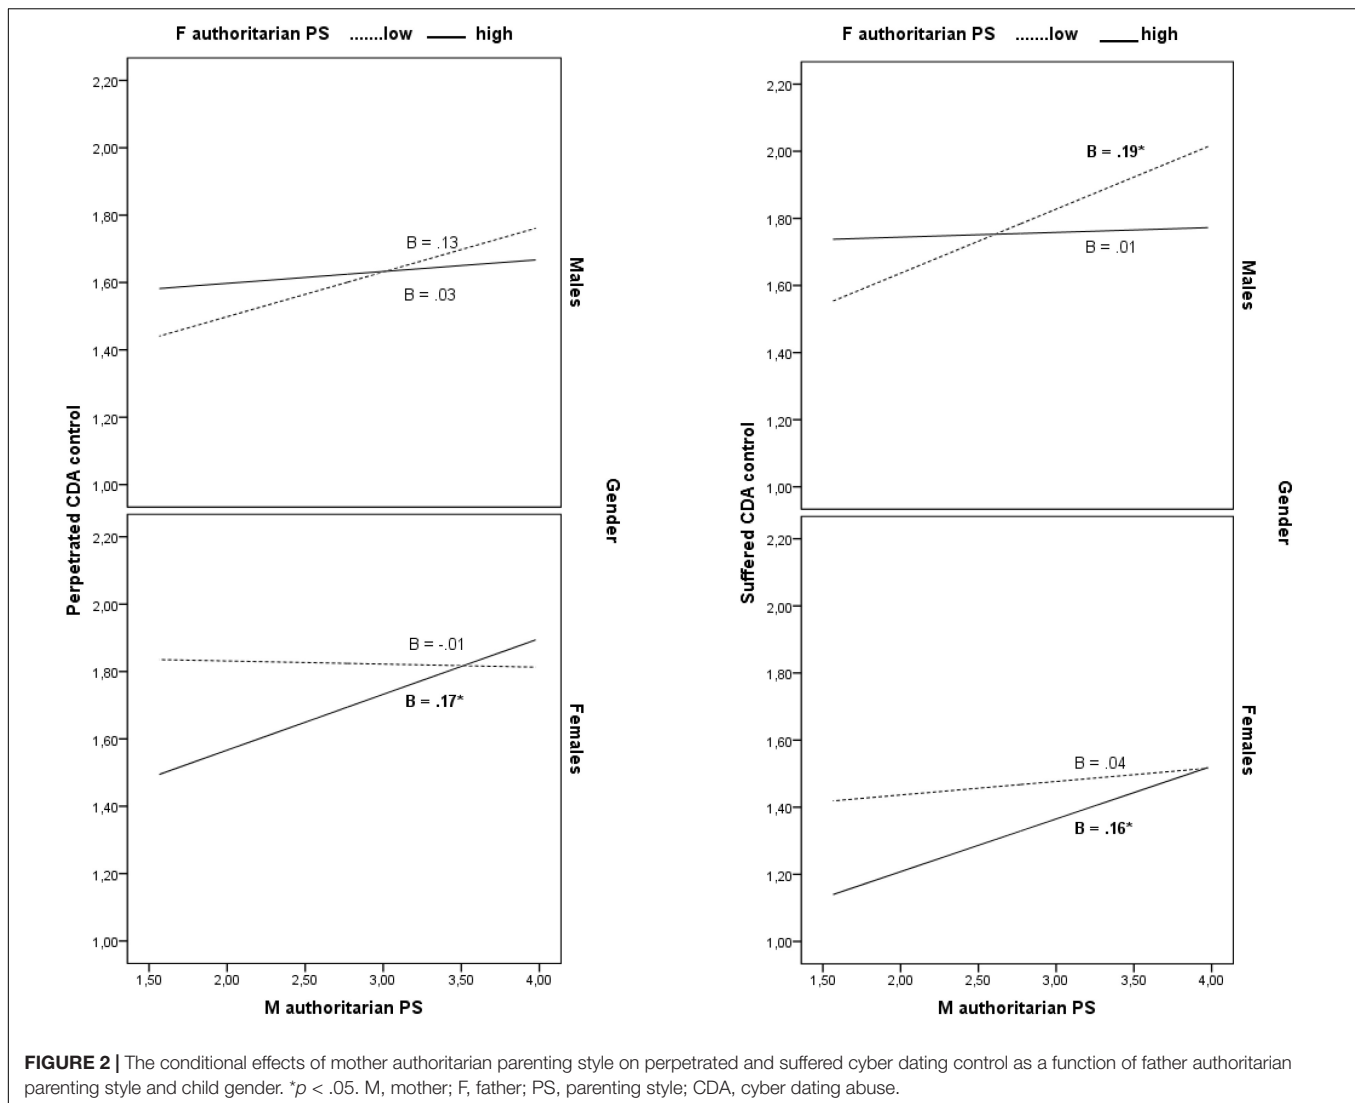 F authoritarian PS .......low —— high
2,20
2,00
1,80
1,60
1,40
1,20
1,00
B = .13
B = .03
Males
2,20
2,00
1,80
1,60
1,40
1,20
1,00
B = -.01
B = .17*
Females
Perpetrated CDA control
Gender
1,50 2,00 2,50 3,00 3,50 4,00
M authoritarian PS
F authoritarian PS .......low ____high
2,20
2,00
1,80
1,60
1,40
1,20
1,00
B = .19*
B = .01
Males
2,20
2,00
1,80
1,60
1,40
1,20
1,00
B = .04
B = .16*
Females
Suffered CDA control
Gender
1,50 2,00 2,50 3,00 3,50 4,00
M authoritarian PS
FIGURE 2 | The conditional effects of mother authoritarian parenting style on perpetrated and suffered cyber dating control as a function of father authoritarian
parenting style and child gender. *p < .05. M, mother; F, father; PS, parenting style; CDA, cyber dating abuse.